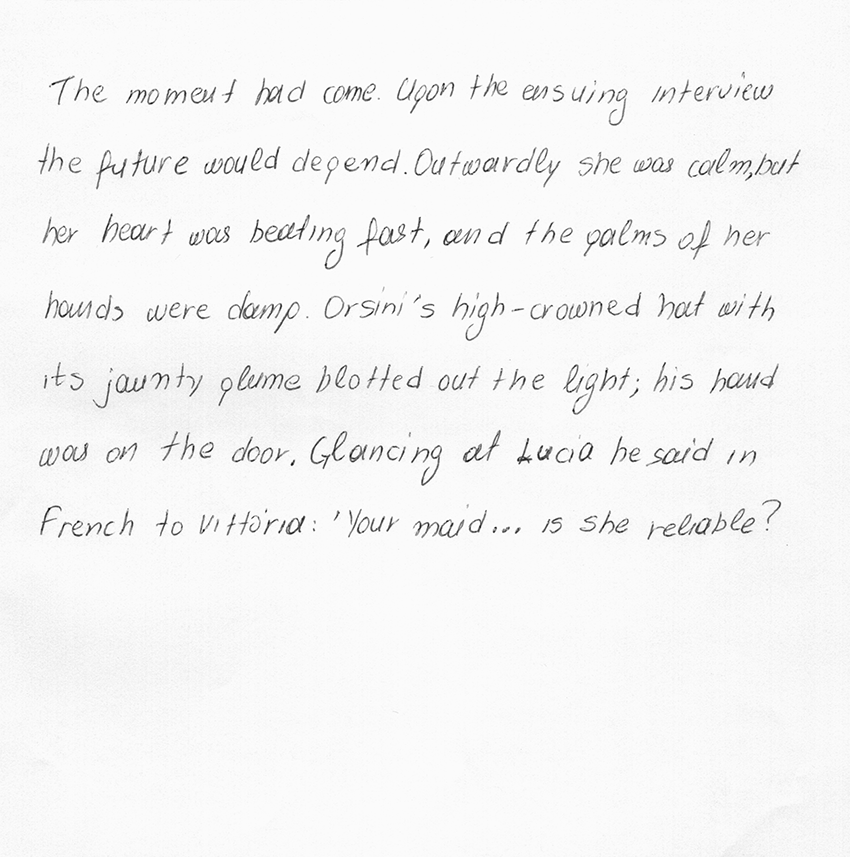 The moment had come. Upon the ensuing interview
the future would depend. Outwardly she was calm, but
her heart was beating fast, and the palms of her
hands were damp. Orsini's high-crowned hat with
its jaunty plume blotted out the light; his hand
was on the door. Glancing at Lucia he said in
French to Vittoria: 'Your maid... is she reliable?